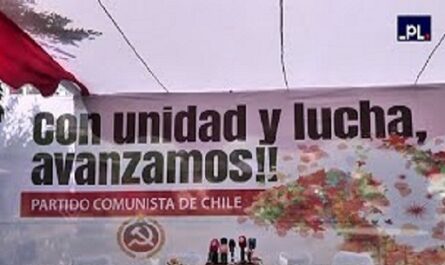 PL
con unidad y lucha,
avanzamos!!
PARTIDO COMUNISTA DE CHILE